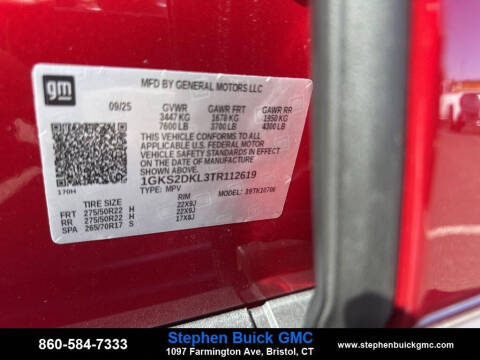 gm
MFD BY GENERAL MOTORS LLC
09/25 GVWR GAWR FRT GAWR RR
3447 KG 1678 KG 1950 KG
7600 LB 3700 LB 4300 LB
THIS VEHICLE CONFORMS TO ALL
APPLICABLE U.S. FEDERAL MOTOR
VEHICLE SAFETY STANDARDS IN EFFECT
ON THE DATE OF MANUFACTURE
SHOWN ABOVE.
1GKS2DKL3TR112619
170H TYPE: MPV MODEL: 39TK10706
TIRE SIZE RIM
FRT 275/50R22 H 22X9J
RR 275/50R22 H 22X9J
SPA 265/70R17 S 17X8J
Stephen Buick GMC
860-584-7333 1097 Farmington Ave, Bristol, CT www.stephenbuickgmc.com